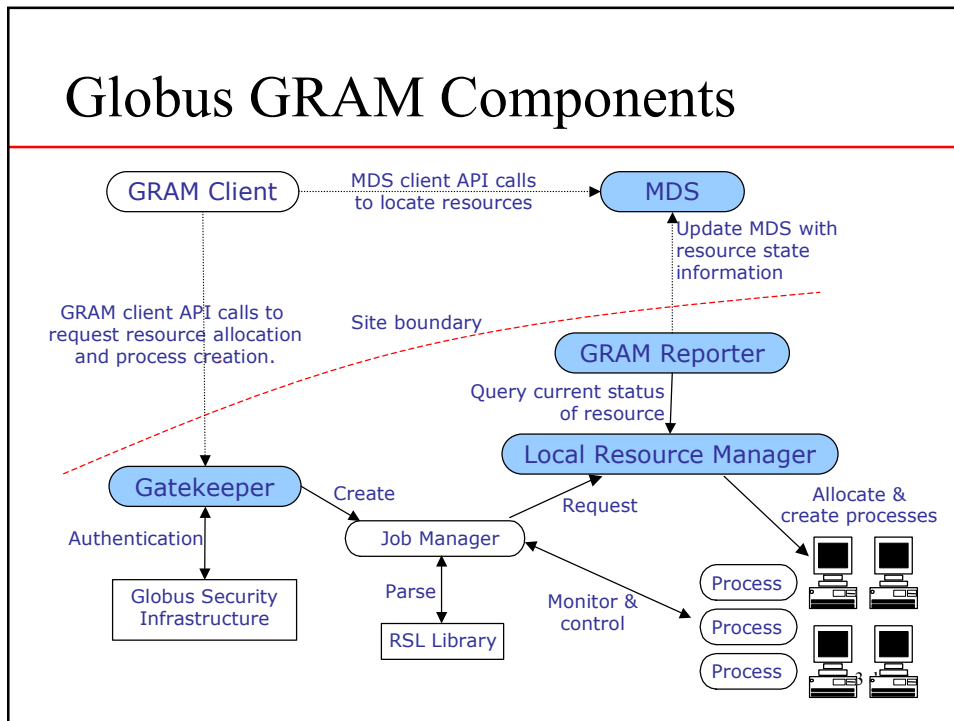 Globus GRAM Components
GRAM Client
MDS client API calls
to locate resources
MDS
Update MDS with
resource state
information
GRAM client API calls to
request resource allocation
and process creation.
Site boundary
GRAM Reporter
Query current status
of resource
Local Resource Manager
Gatekeeper
Create
Request
Allocate &
create processes
Authentication
Job Manager
Globus Security
Infrastructure
Parse
RSL Library
Monitor &
control
Process
Process
Process
3